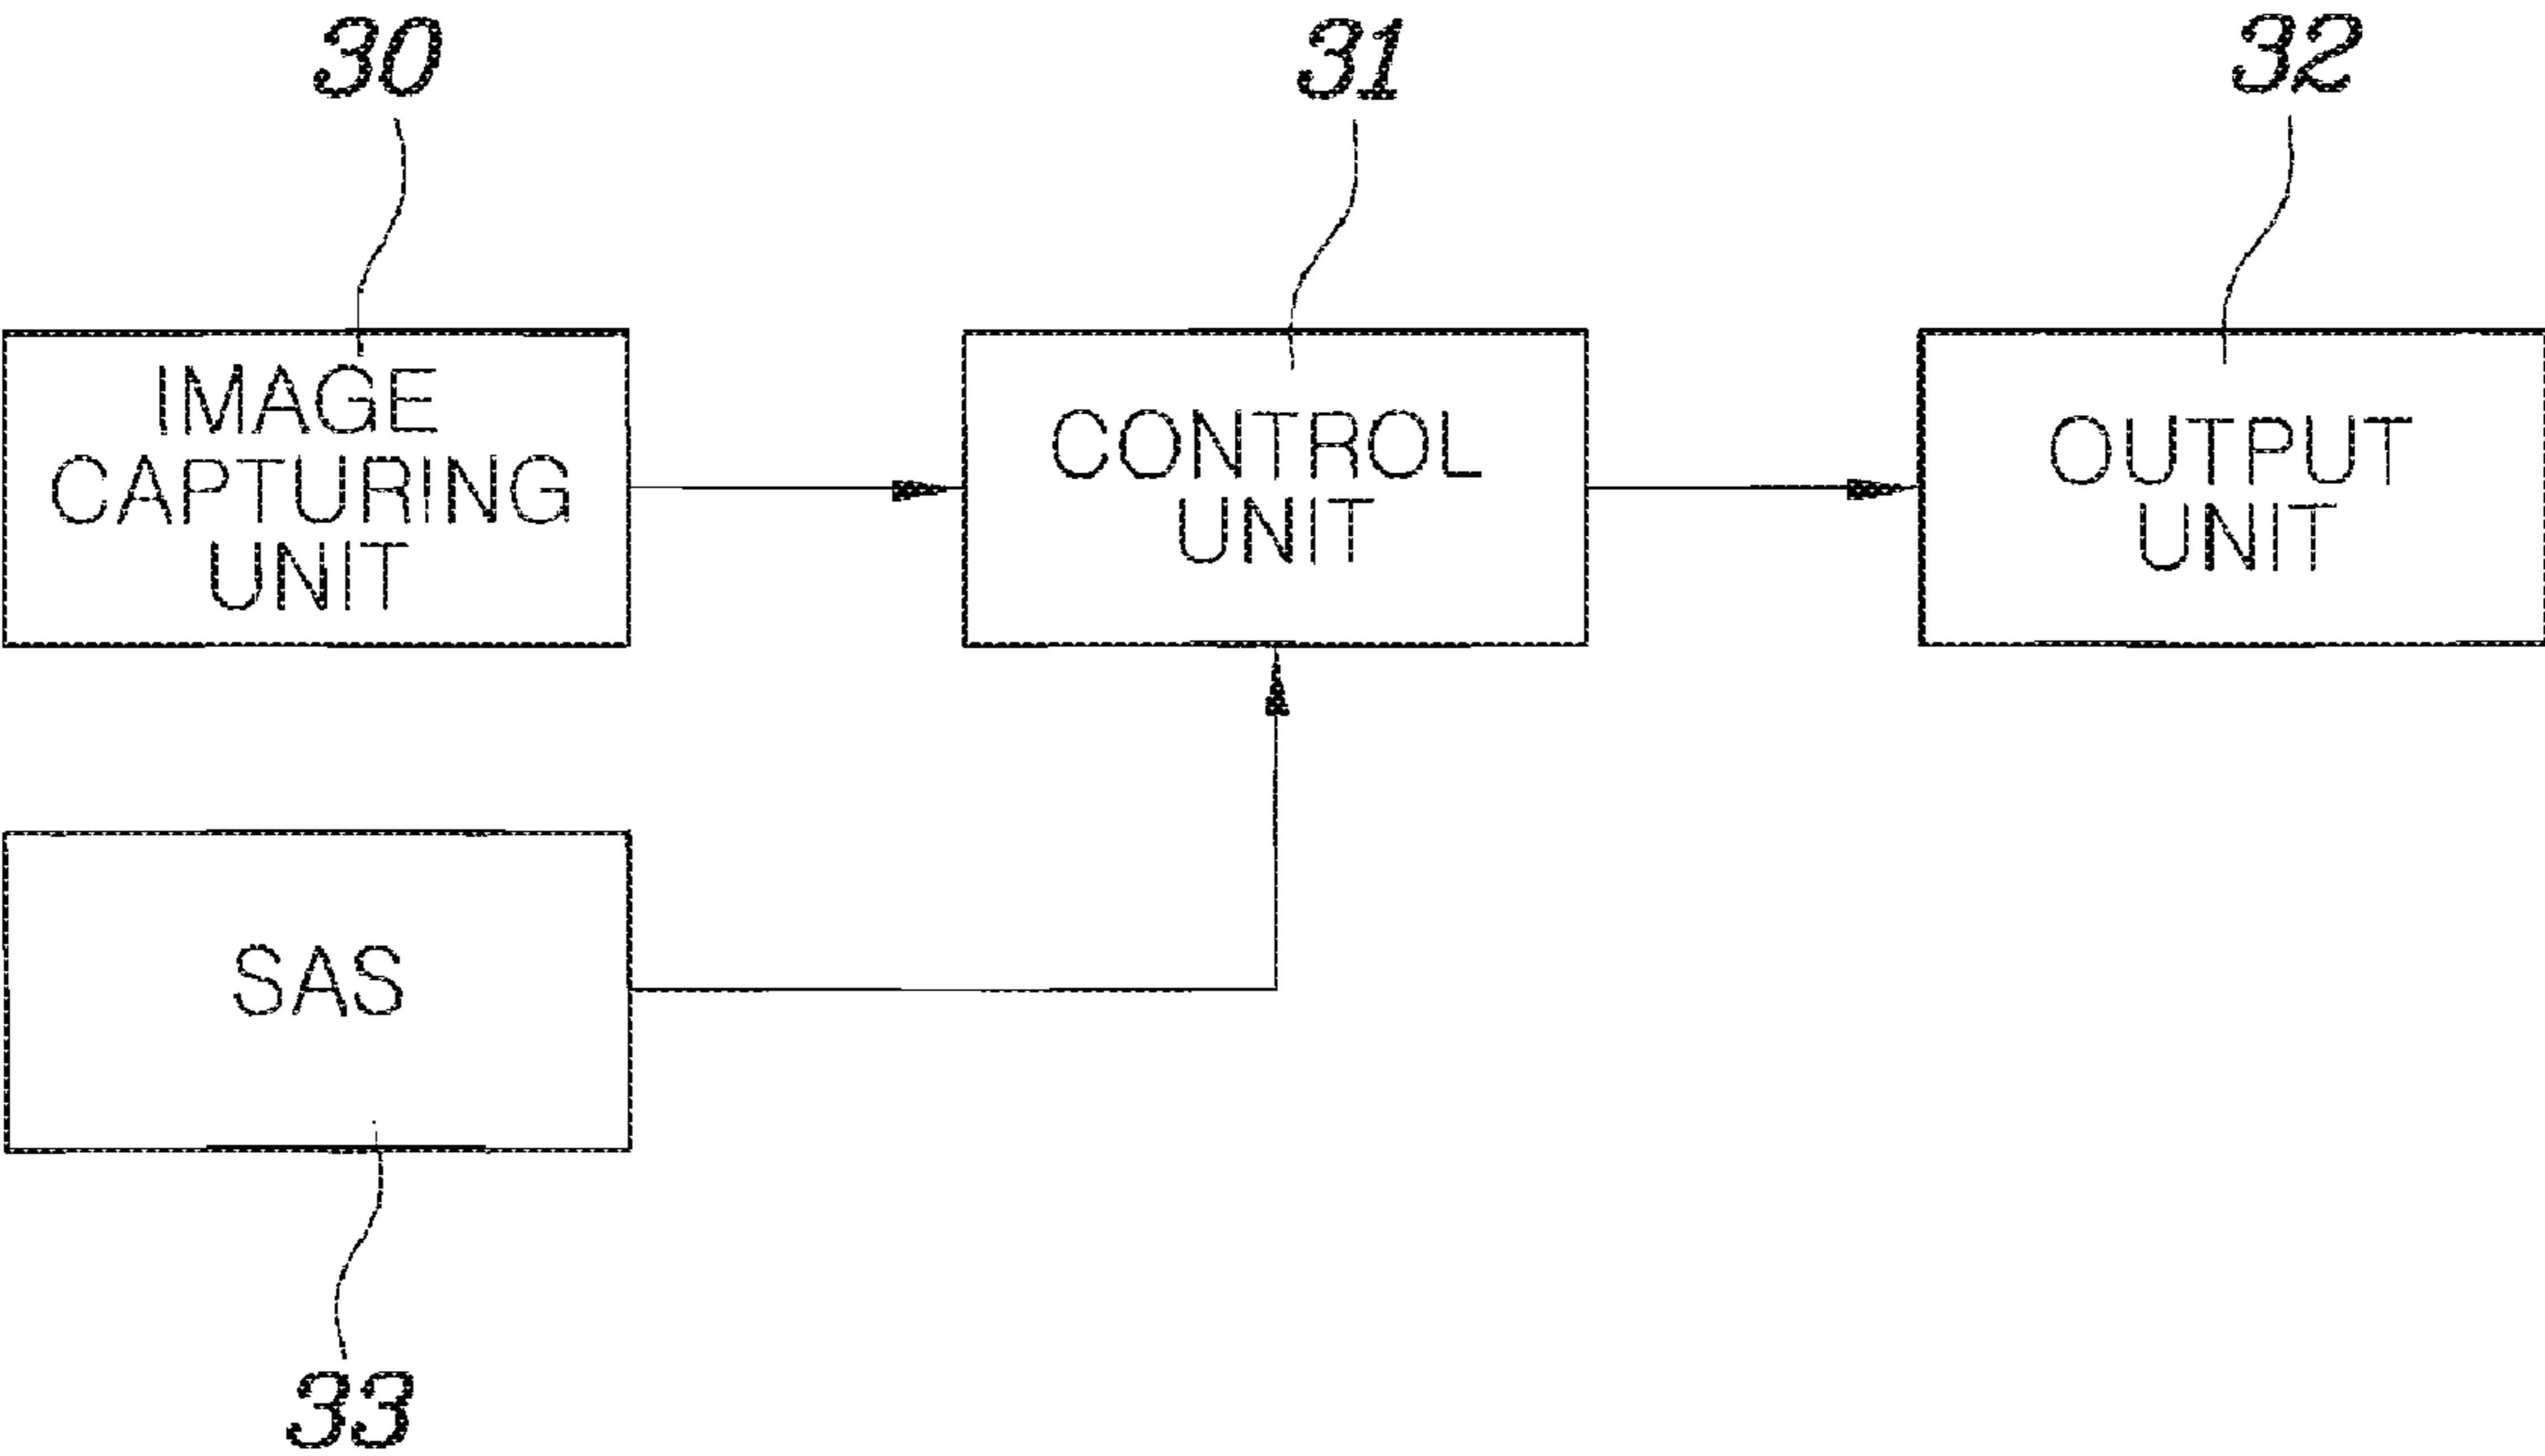 30
31
32
IMAGE
CAPTURING
UNIT
CONTROL
UNIT
OUTPUT
UNIT
SAS
33